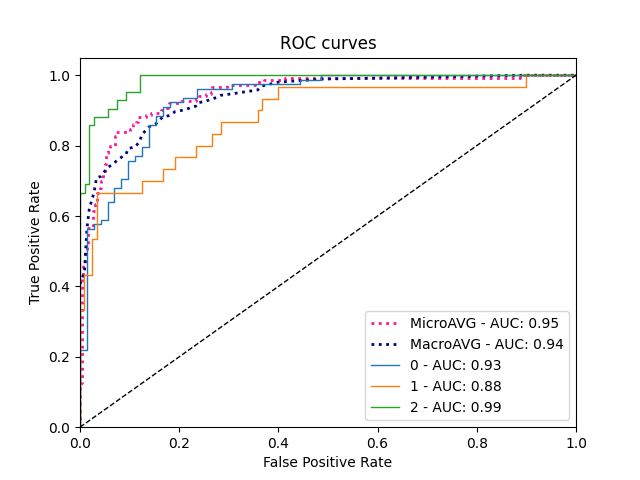 ROC curves
True Positive Rate
1.0
0.8
0.6
0.4
0.2
0.0
MicroAVG - AUC: 0.95
MacroAVG - AUC: 0.94
0 - AUC: 0.93
1 - AUC: 0.88
2 - AUC: 0.99
0.0 0.2 0.4 0.6 0.8 1.0
False Positive Rate